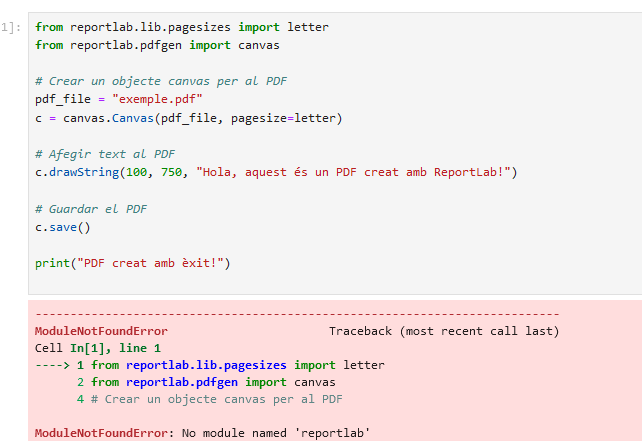 1]:
from reportlab.lib.pagesizes import letter
from reportlab.pdfgen import canvas
# Crear un objecte canvas per al PDF
pdf_file = "exemple.pdf"
c = canvas.Canvas(pdf_file, pagesize=letter)
# Afegir text al PDF
c.drawString(100, 750, "Hola, aquest és un PDF creat amb ReportLab!")
# Guardar el PDF
c.save()
print("PDF creat amb èxit!")
---------------------------------------------------------------------------
ModuleNotFoundError                       Traceback (most recent call last)
Cell In[1], line 1
----> 1 from reportlab.lib.pagesizes import letter
      2 from reportlab.pdfgen import canvas
      4 # Crear un objecte canvas per al PDF
ModuleNotFoundError: No module named 'reportlab'